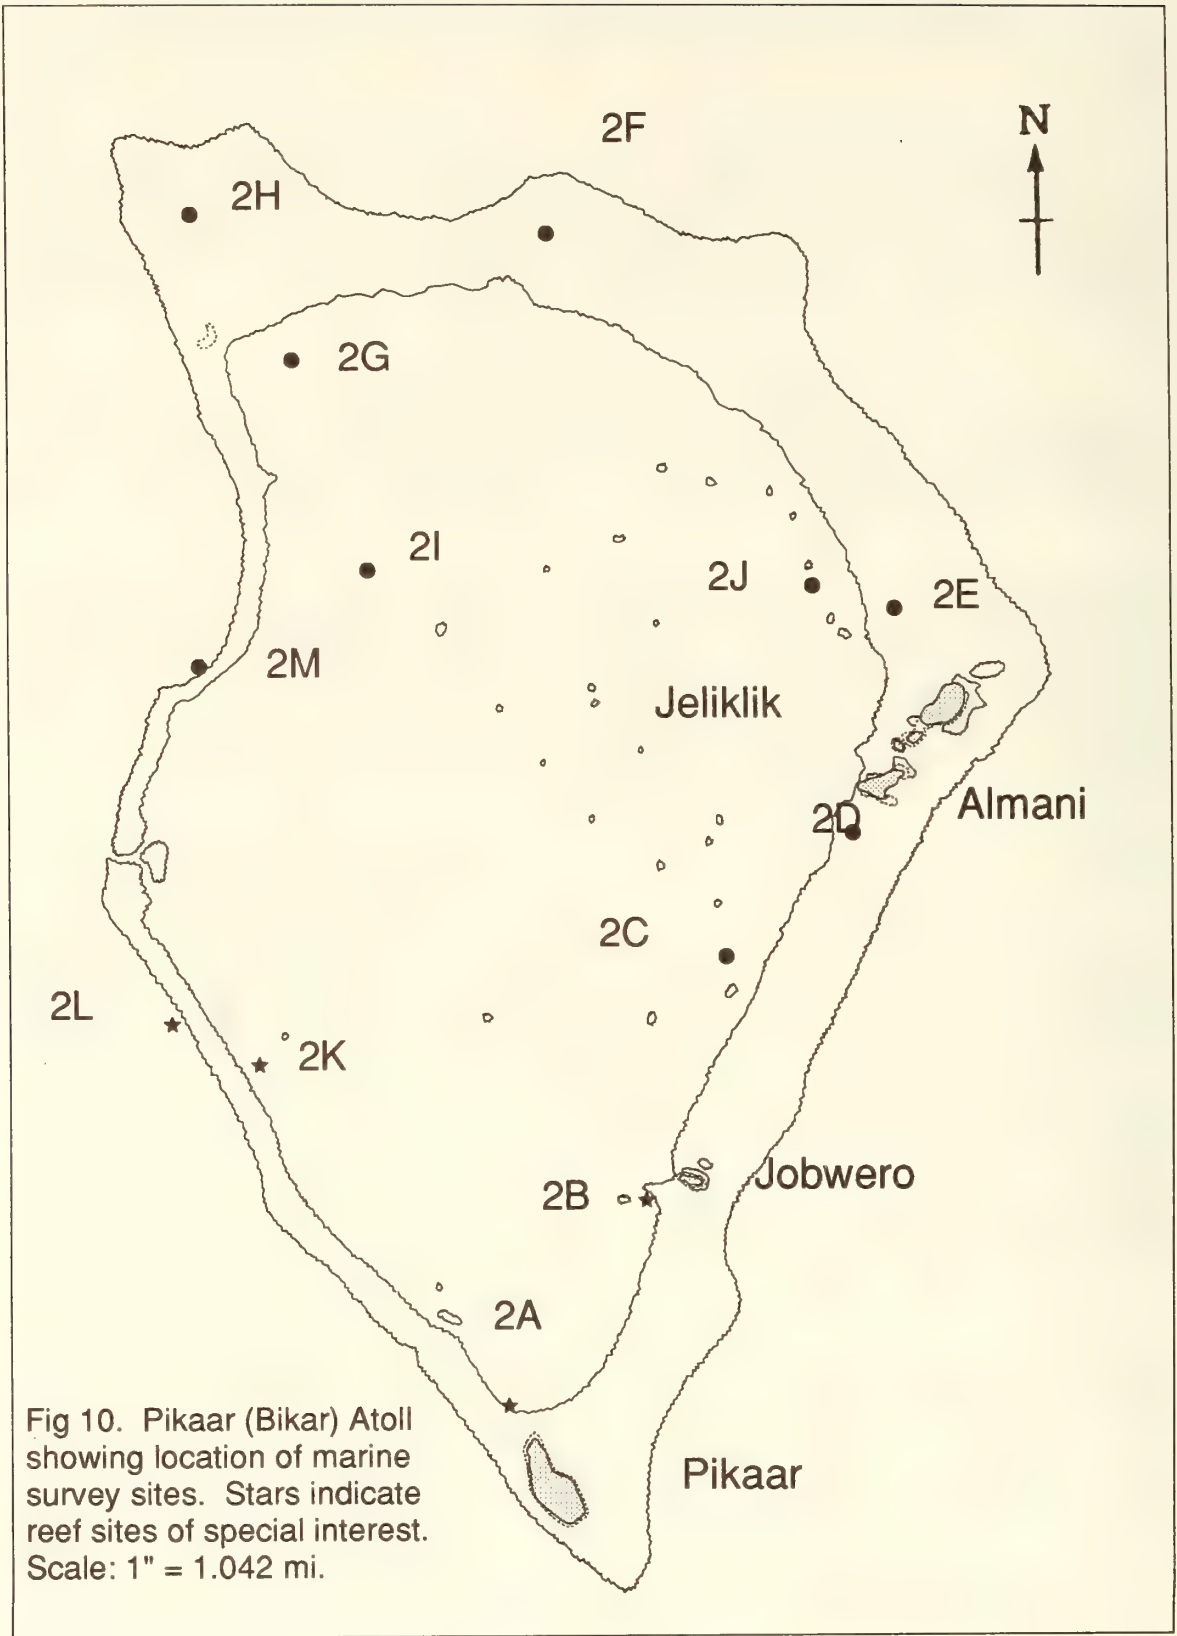 2F
N
2H
2G
2I
2J
2E
2M
Jeliklik
Almani
2D
2C
2L
2K
Jobwero
2B
2A
Fig 10. Pikaar (Bikar) Atoll
showing location of marine
survey sites. Stars indicate
reef sites of special interest.
Scale: 1" = 1.042 mi.
Pikaar